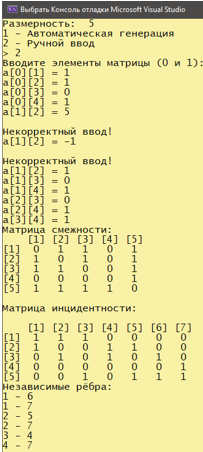 Выбрать Консоль отладки Microsoft Visual Studio
Размерность:  5
1 - Автоматическая генерация
2 - Ручной ввод
> 2
Вводите элементы матрицы (0 и 1):
a[0][1] = 1
a[0][2] = 1
a[0][3] = 0
a[0][4] = 1
a[1][2] = 5

Некорректный ввод!
a[1][2] = -1

Некорректный ввод!
a[1][2] = 1
a[1][3] = 0
a[1][4] = 1
a[2][3] = 0
a[2][4] = 1
a[3][4] = 1
Матрица смежности:
    [1] [2] [3] [4] [5]
[1]  0   1   1   0   1
[2]  1   0   1   0   1
[3]  1   1   0   0   1
[4]  0   0   0   0   1
[5]  1   1   1   1   0

Матрица инцидентности:

    [1] [2] [3] [4] [5] [6] [7]
[1]  1   1   1   0   0   0   0
[2]  1   0   0   1   1   0   0
[3]  0   1   0   1   0   1   0
[4]  0   0   0   0   0   0   1
[5]  0   0   1   0   1   1   1
Независимые рёбра:
1 - 6
1 - 7
2 - 5
2 - 7
3 - 4
4 - 7